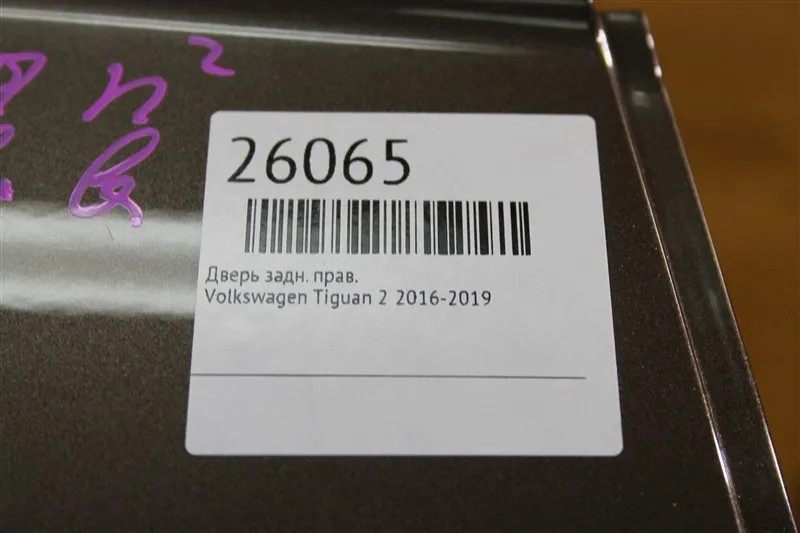 26065
Дверь задн. прав.
Volkswagen Tiguan 2 2016-2019